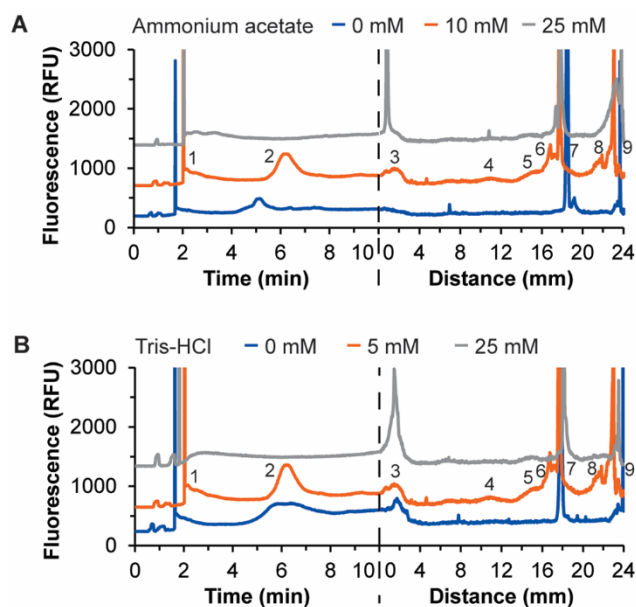 A
Ammonium acetate 0 mM 10 mM 25 mM
Fluorescence (RFU)
3000
2000
1000
0
1 2 3 4 5 6 7 8 9
0 2 4 6 8 10 0 4 8 12 16 20 24
Time (min) Distance (mm)
B
Tris-HCl 0 mM 5 mM 25 mM
Fluorescence (RFU)
3000
2000
1000
0
1 2 3 4 5 6 7 8 9
0 2 4 6 8 10 0 4 8 12 16 20 24
Time (min) Distance (mm)